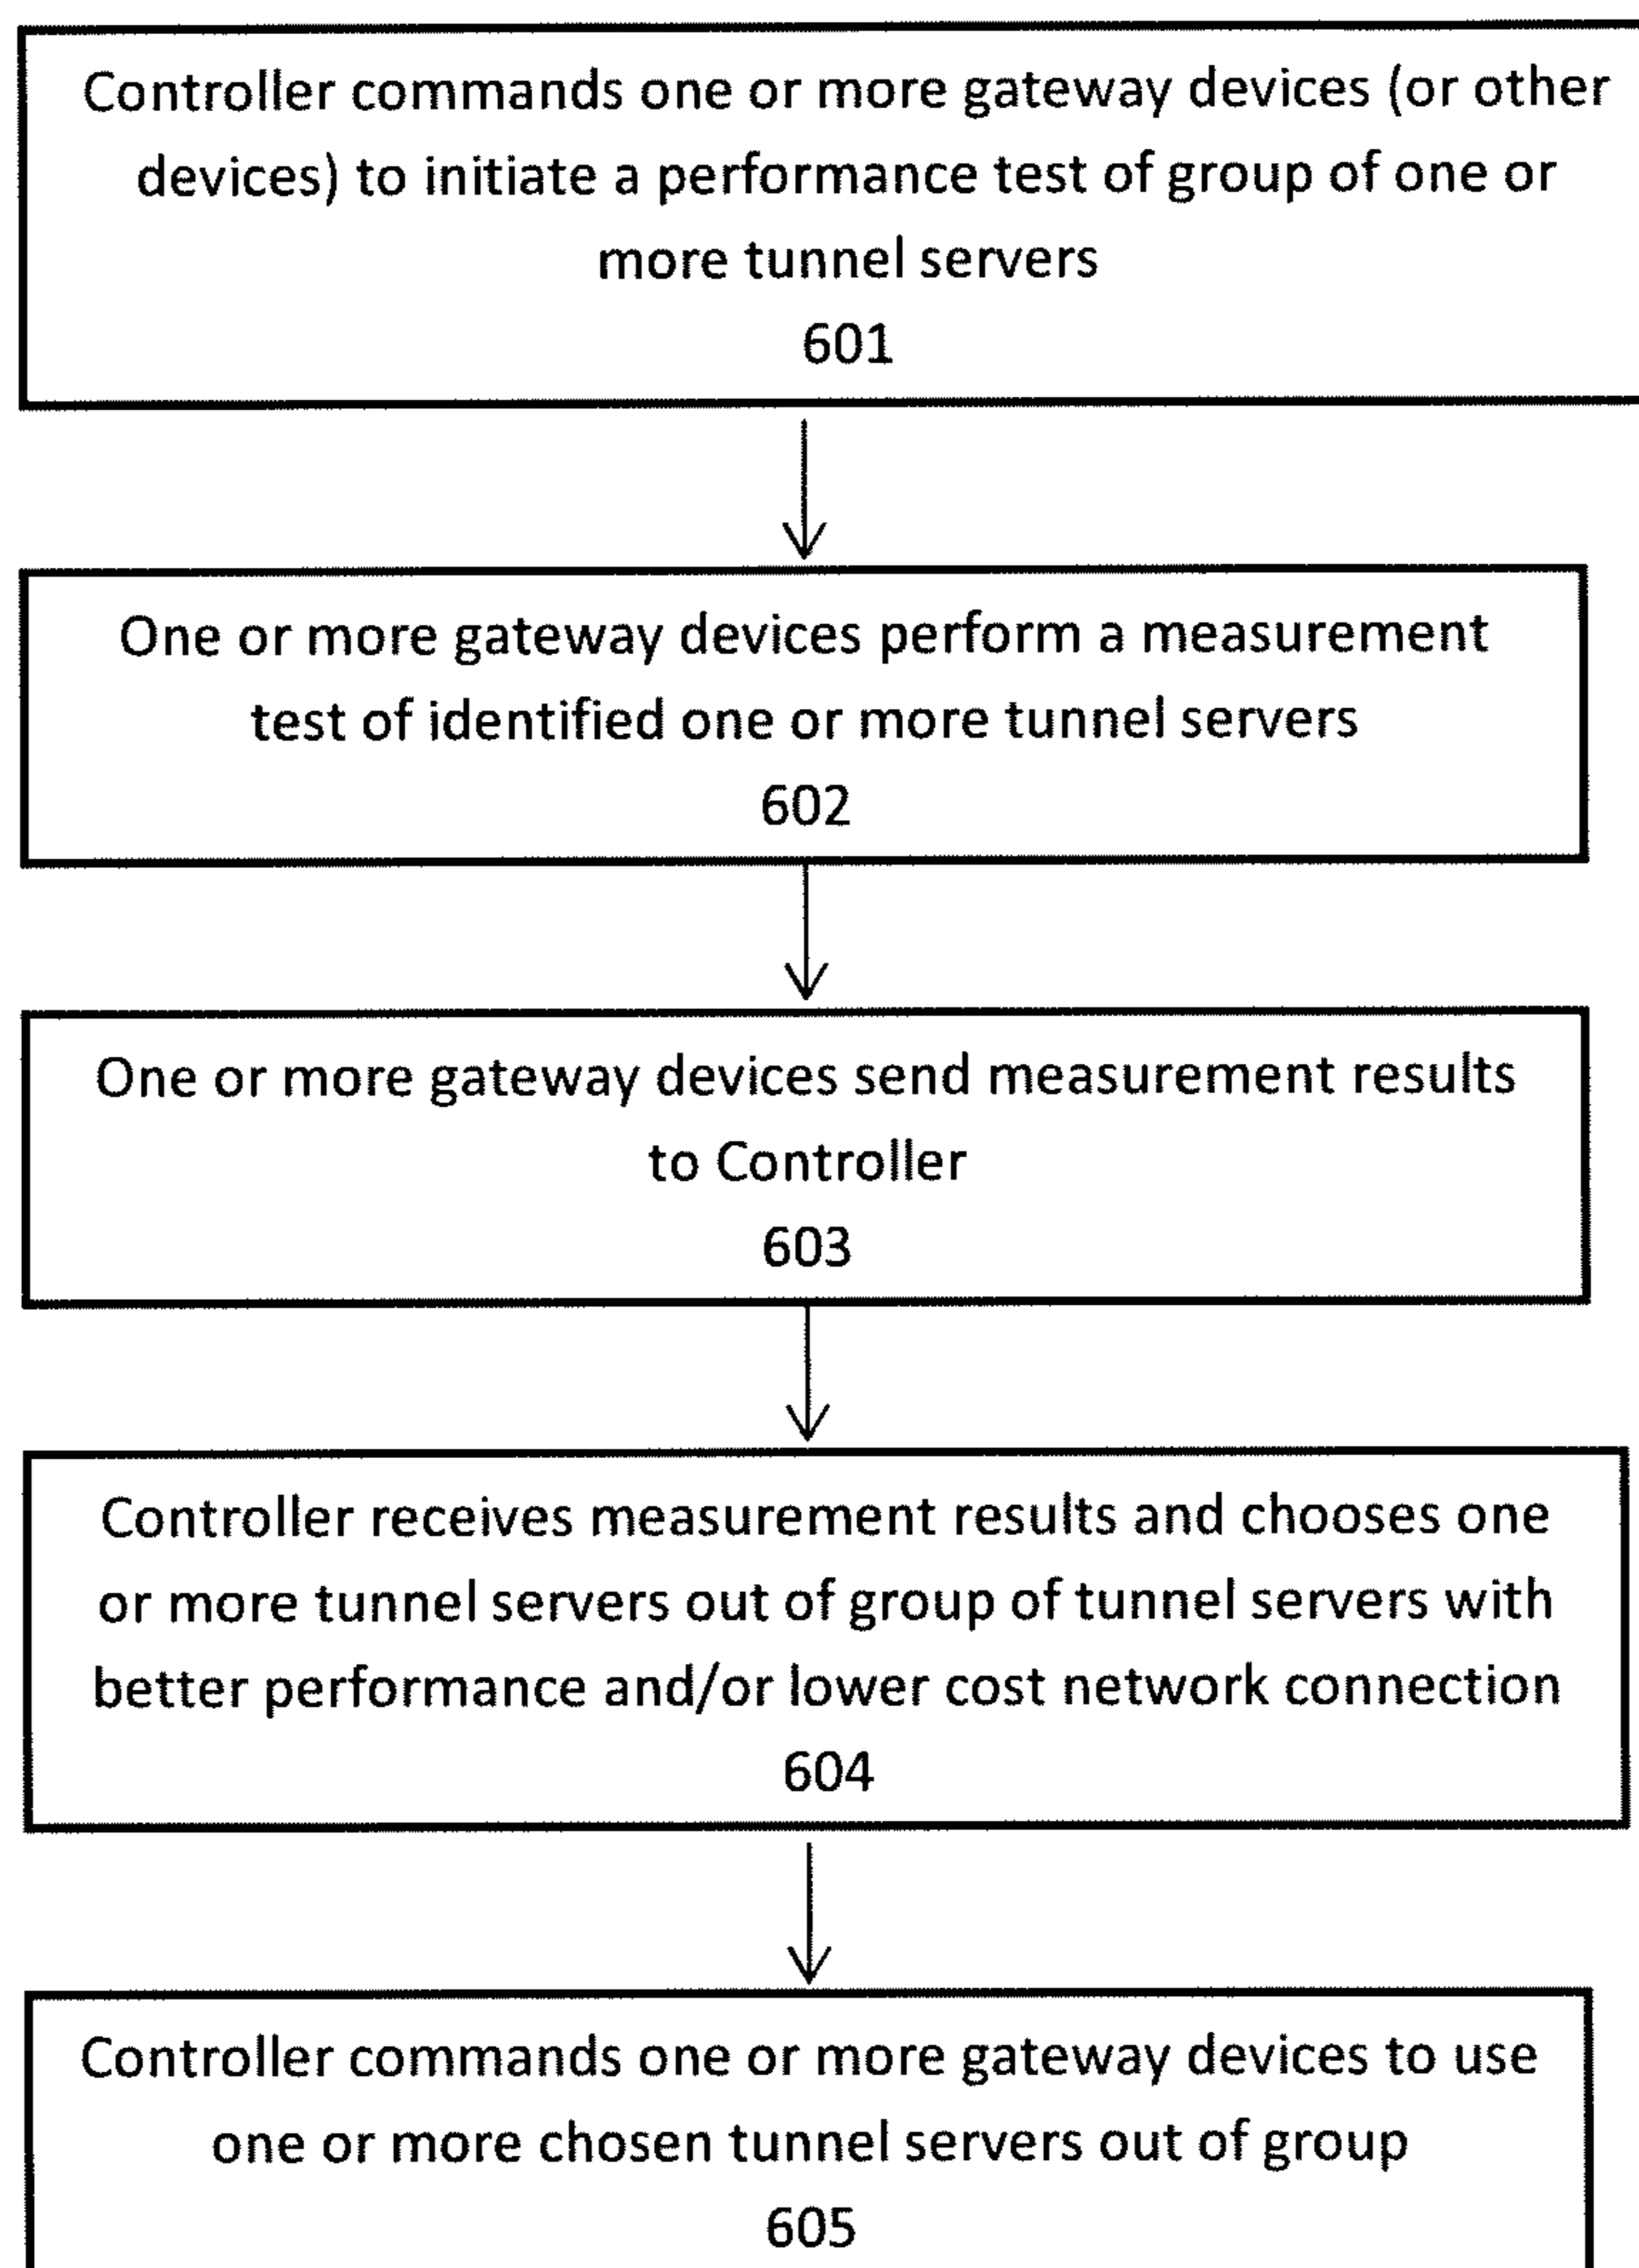 Controller commands one or more gateway devices (or other
devices) to initiate a performance test of group of one or
more tunnel servers
601
One or more gateway devices perform a measurement
test of identified one or more tunnel servers
602
One or more gateway devices send measurement results
to Controller
603
Controller receives measurement results and chooses one
or more tunnel servers out of group of tunnel servers with
better performance and/or lower cost network connection
604
Controller commands one or more gateway devices to use
one or more chosen tunnel servers out of group
605